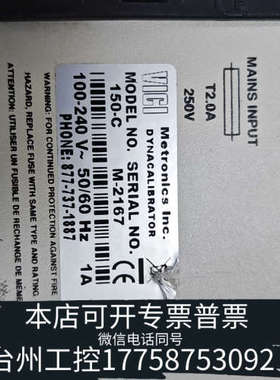 MAINS INPUT
T2.0A
250V
VICI
Metronics Inc.
DYNACALIBRATOR
MODEL NO. SERIAL NO.
150-C M-2167
100-240 V~ 50/60 Hz 1A
PHONE: 877-737-1887
CE
WARNING:
FOR CONTINUED PROTECTION AGAINST FIRE
HAZARD, REPLACE FUSE WITH SAME TYPE AND RATING
ATTENTION: UTILISER UN FUSIBLE DE RECHANGE DE MEME
本店可开专票普票
微信电话同号
台州工控17758753092